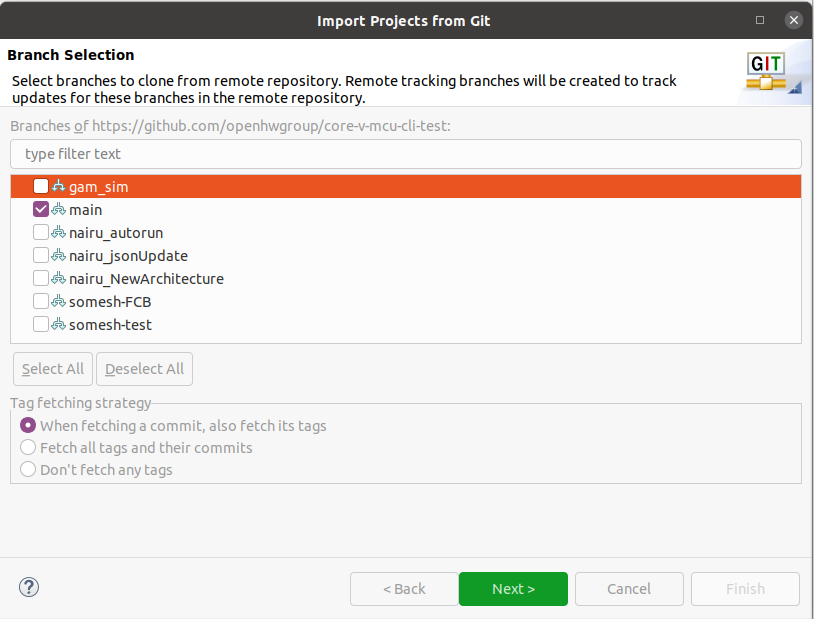 Import Projects from Git
Branch Selection
Select branches to clone from remote repository. Remote tracking branches will be created to track
updates for these branches in the remote repository.
GIT
Branches of https://github.com/openhwgroup/core-v-mcu-cli-test:
type filter text
gam_sim
main
nairu_autorun
nairu_jsonUpdate
nairu_NewArchitecture
somesh-FCB
somesh-test
Select All Deselect All
Tag fetching strategy
When fetching a commit, also fetch its tags
Fetch all tags and their commits
Don't fetch any tags
? < Back Next > Cancel Finish